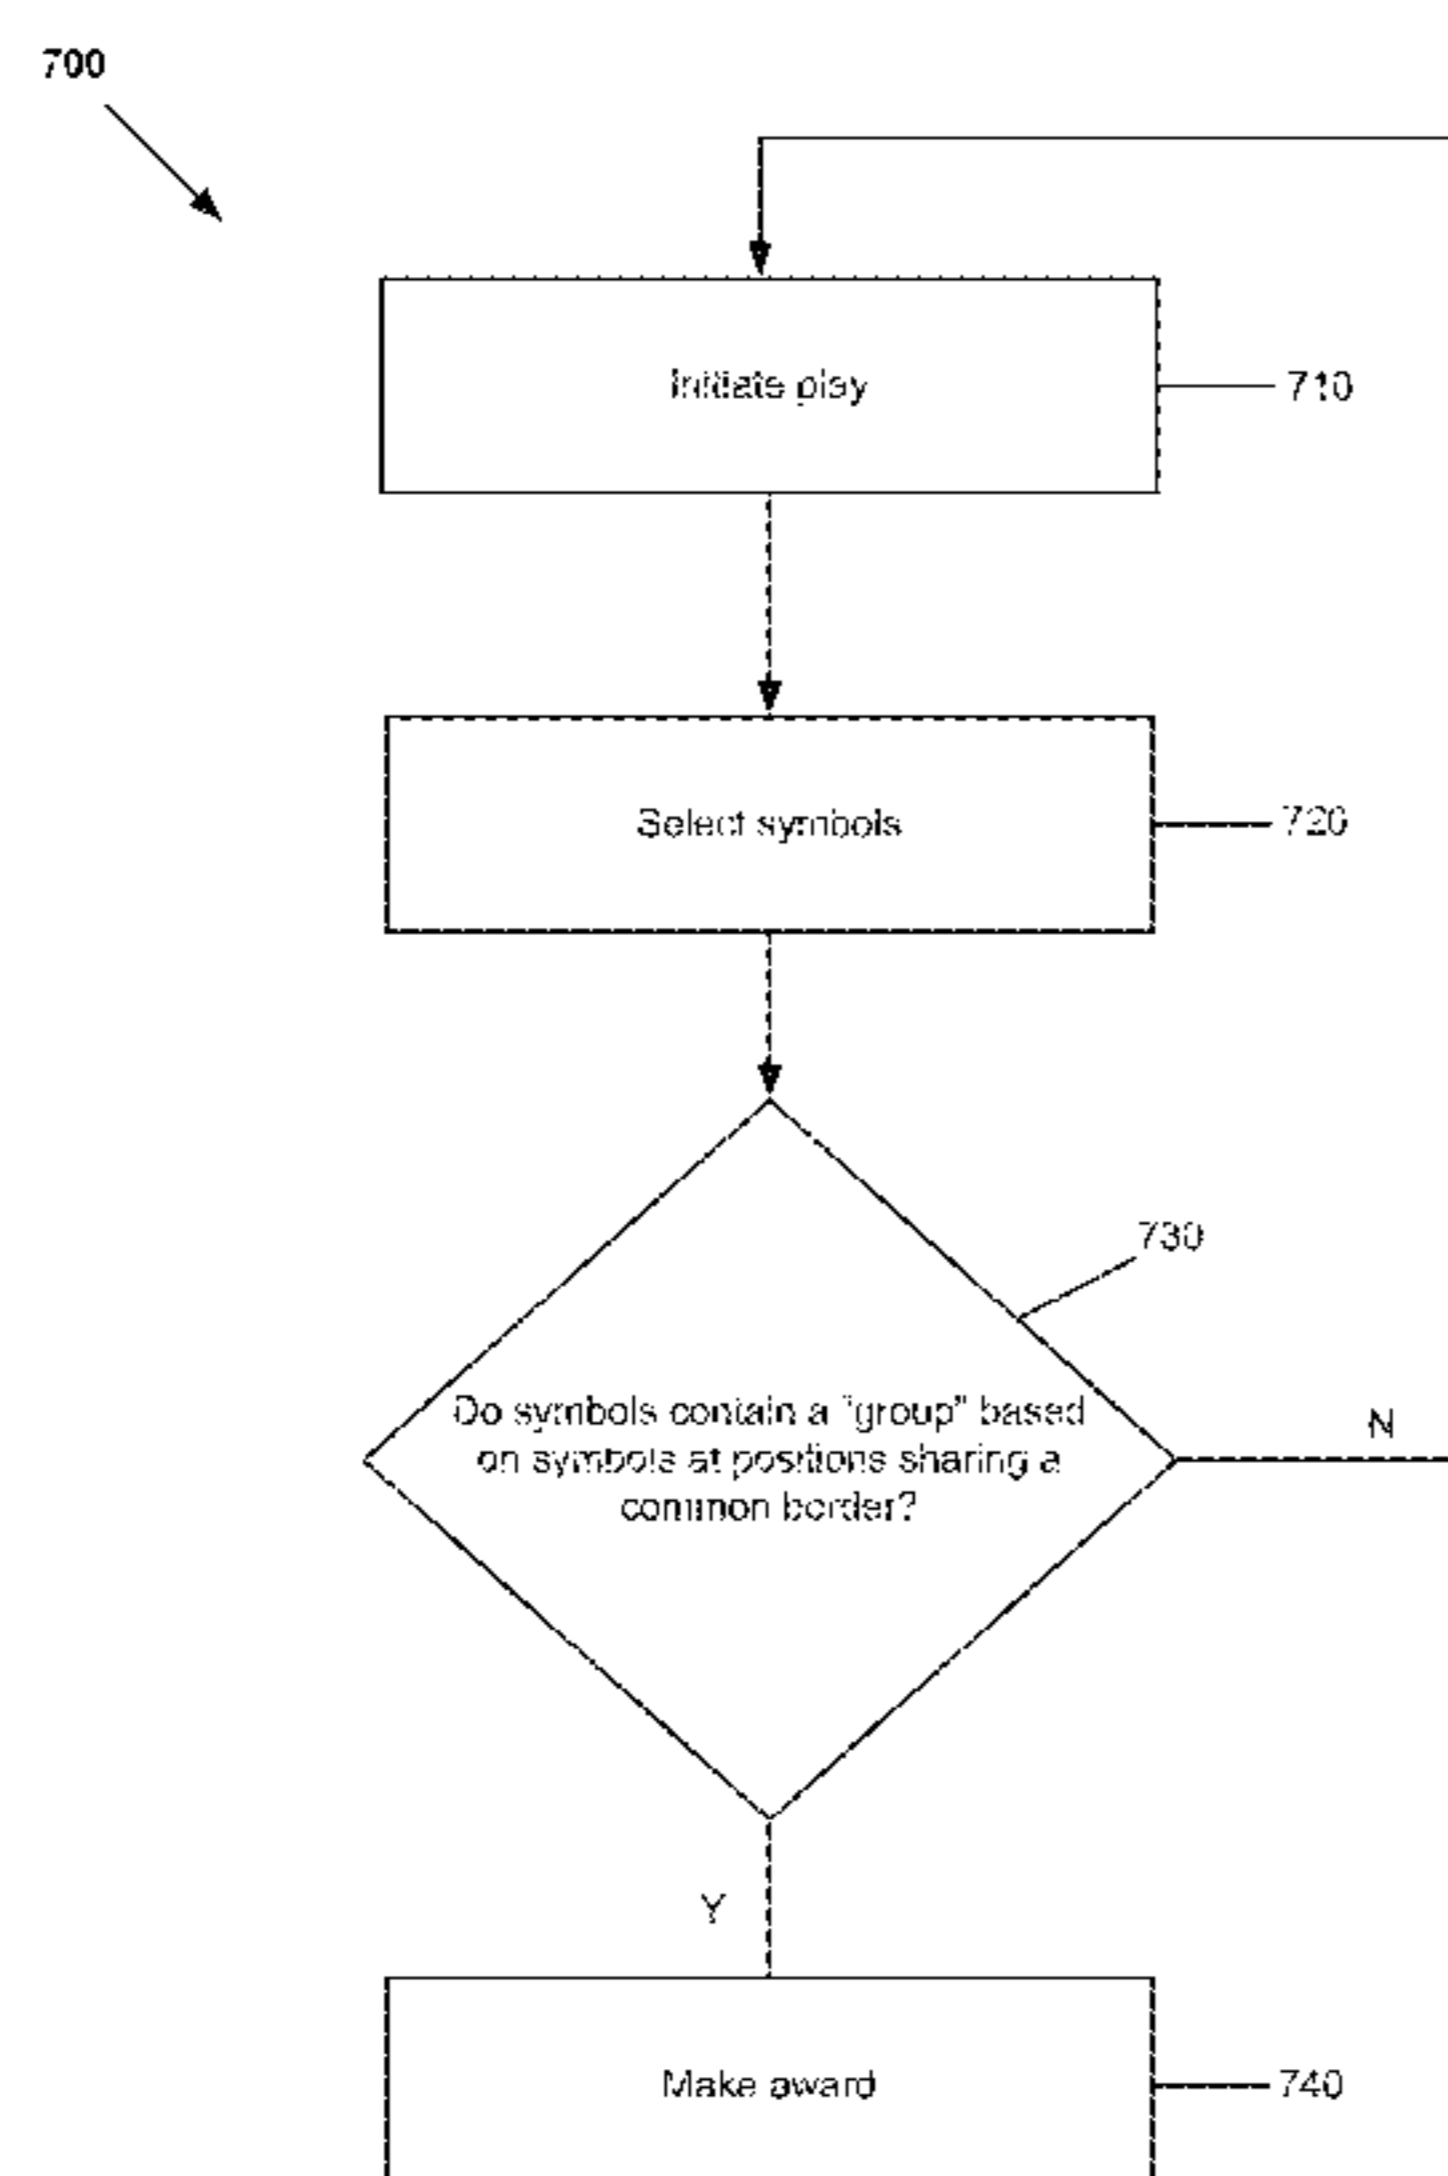 700
Initiate play
710
Select symbols
720
730
Do symbols contain a "group" based
on symbols at positions sharing a
common border?
N
Y
Make award
740